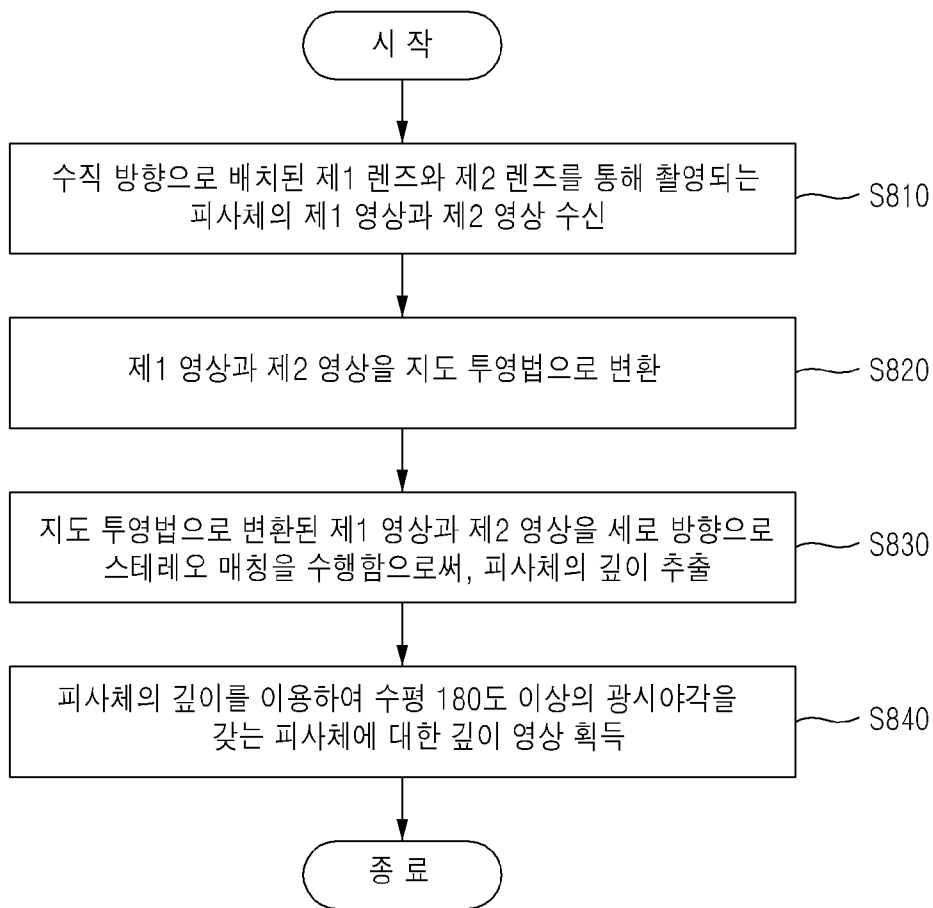 시 작
수직 방향으로 배치된 제1 렌즈와 제2 렌즈를 통해 촬영되는
피사체의 제1 영상과 제2 영상 수신
S810
제1 영상과 제2 영상을 지도 투영법으로 변환
S820
지도 투영법으로 변환된 제1 영상과 제2 영상을 세로 방향으로
스테레오 매칭을 수행함으로써, 피사체의 깊이 추출
S830
피사체의 깊이를 이용하여 수평 180도 이상의 광시야각을
갖는 피사체에 대한 깊이 영상 획득
S840
종 료